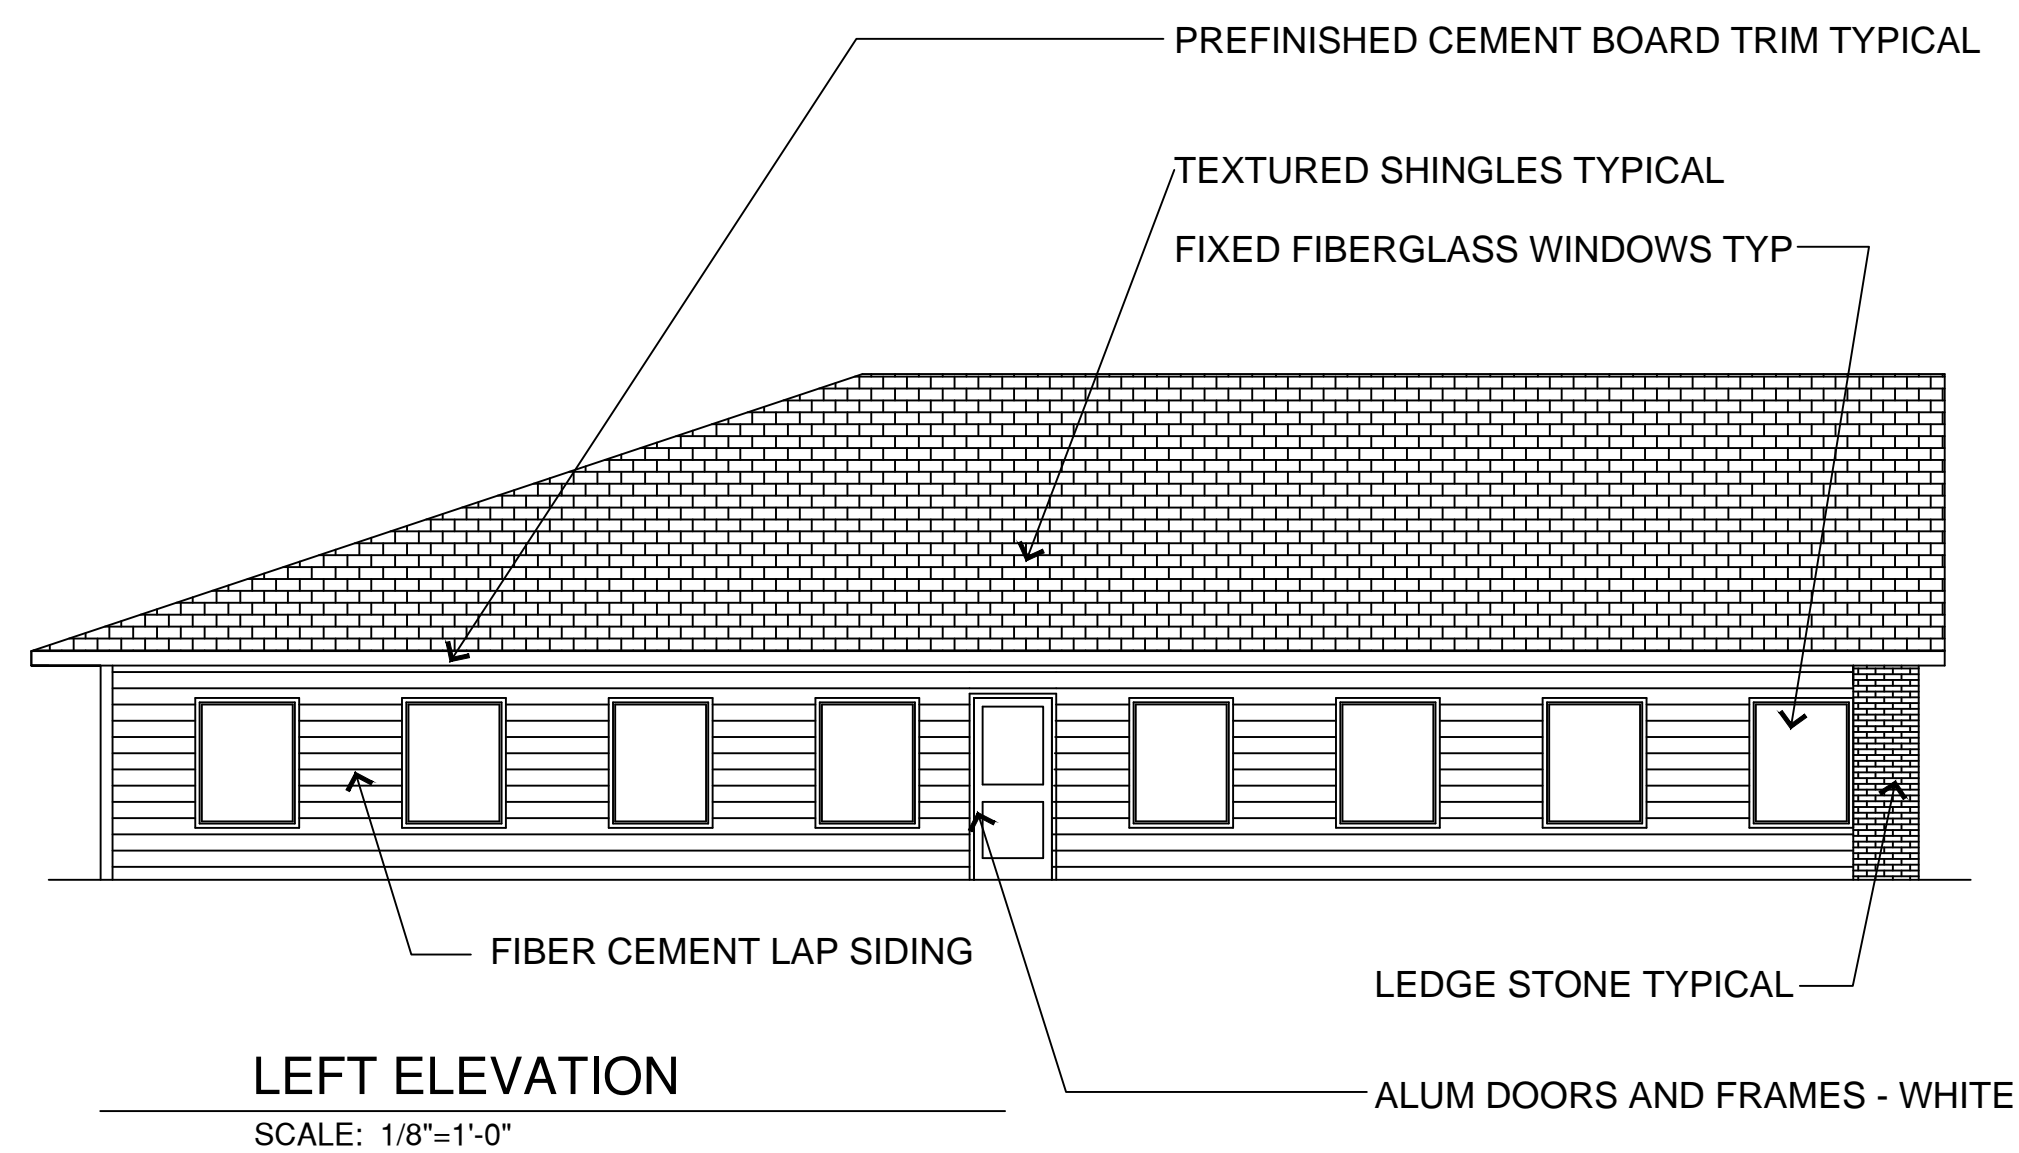 PREFINISHED CEMENT BOARD TRIM TYPICAL
TEXTURED SHINGLES TYPICAL
FIXED FIBERGLASS WINDOWS TYP
FIBER CEMENT LAP SIDING
LEDGE STONE TYPICAL
LEFT ELEVATION
ALUM DOORS AND FRAMES - WHITE
SCALE: 1/8"=1'-0"